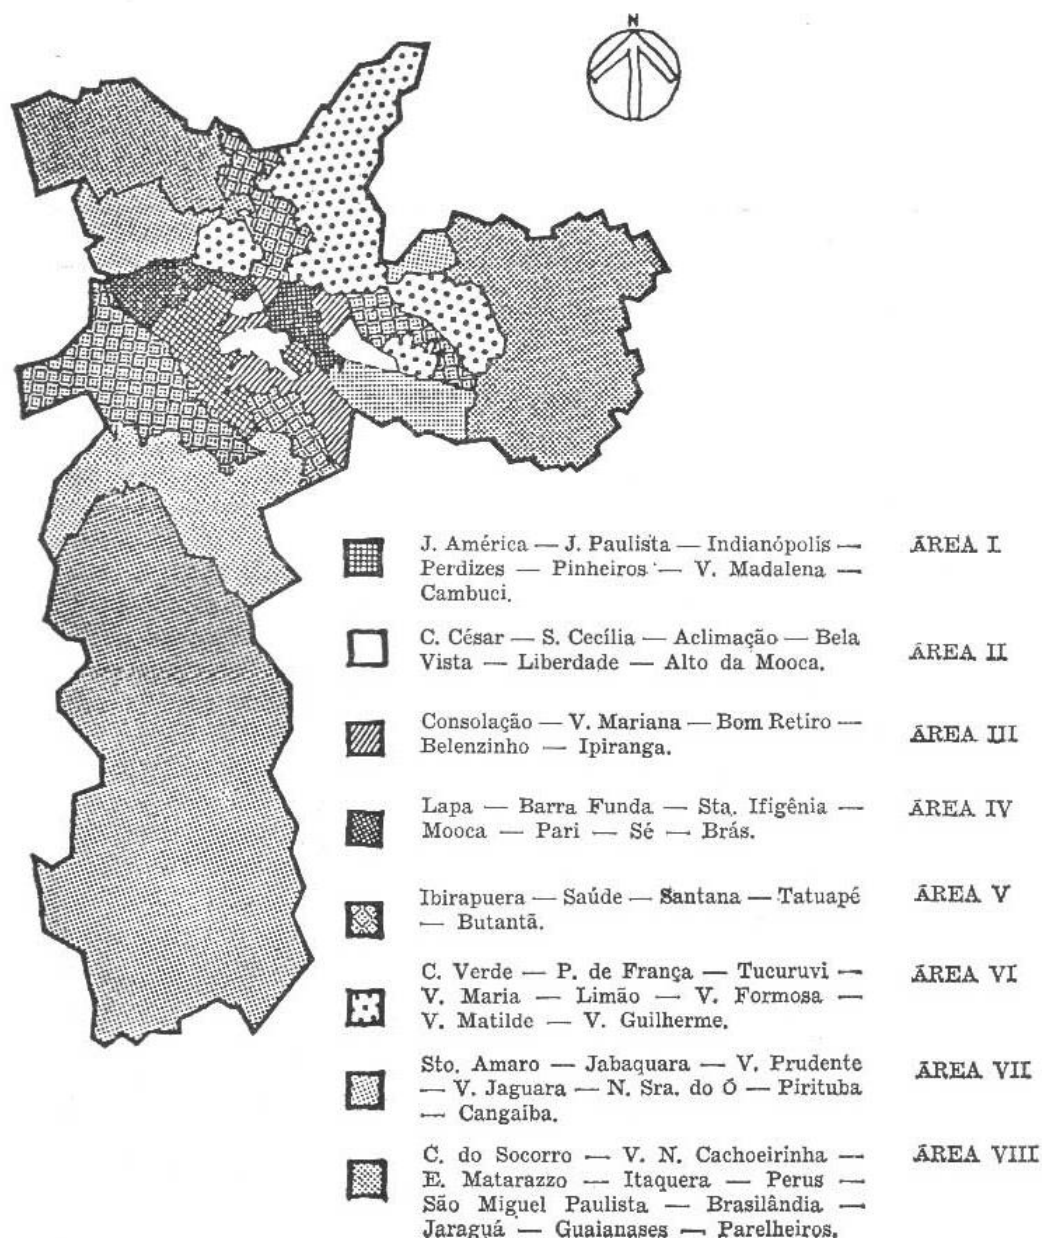 N
J. América — J. Paulista — Indianópolis —
Perdizes — Pinheiros — V. Madalena —
Cambuci.
ÁREA I
C. César — S. Cecília — Aclimação — Bela
Vista — Liberdade — Alto da Mooca.
ÁREA II
Consolação — V. Mariana — Bom Retiro —
Belenzinho — Ipiranga.
ÁREA III
Lapa — Barra Funda — Sta. Ifigênia —
Mooca — Pari — Sé — Brás.
ÁREA IV
Ibirapuera — Saúde — Santana — Tatuapé
— Butantã.
ÁREA V
C. Verde — P. de França — Tucuruvi —
V. Maria — Limão — V. Formosa —
V. Matilde — V. Guilherme.
ÁREA VI
Sto. Amaro — Jabaquara — V. Prudente
— V. Jaguara — N. Sra. do Ó — Pirituba
— Cangaiba.
ÁREA VII
C. do Socorro — V. N. Cachoeirinha —
E. Matarazzo — Itaquera — Perus —
São Miguel Paulista — Brasilândia —
Jaraguá — Guaianases — Parelheiros.
ÁREA VIII